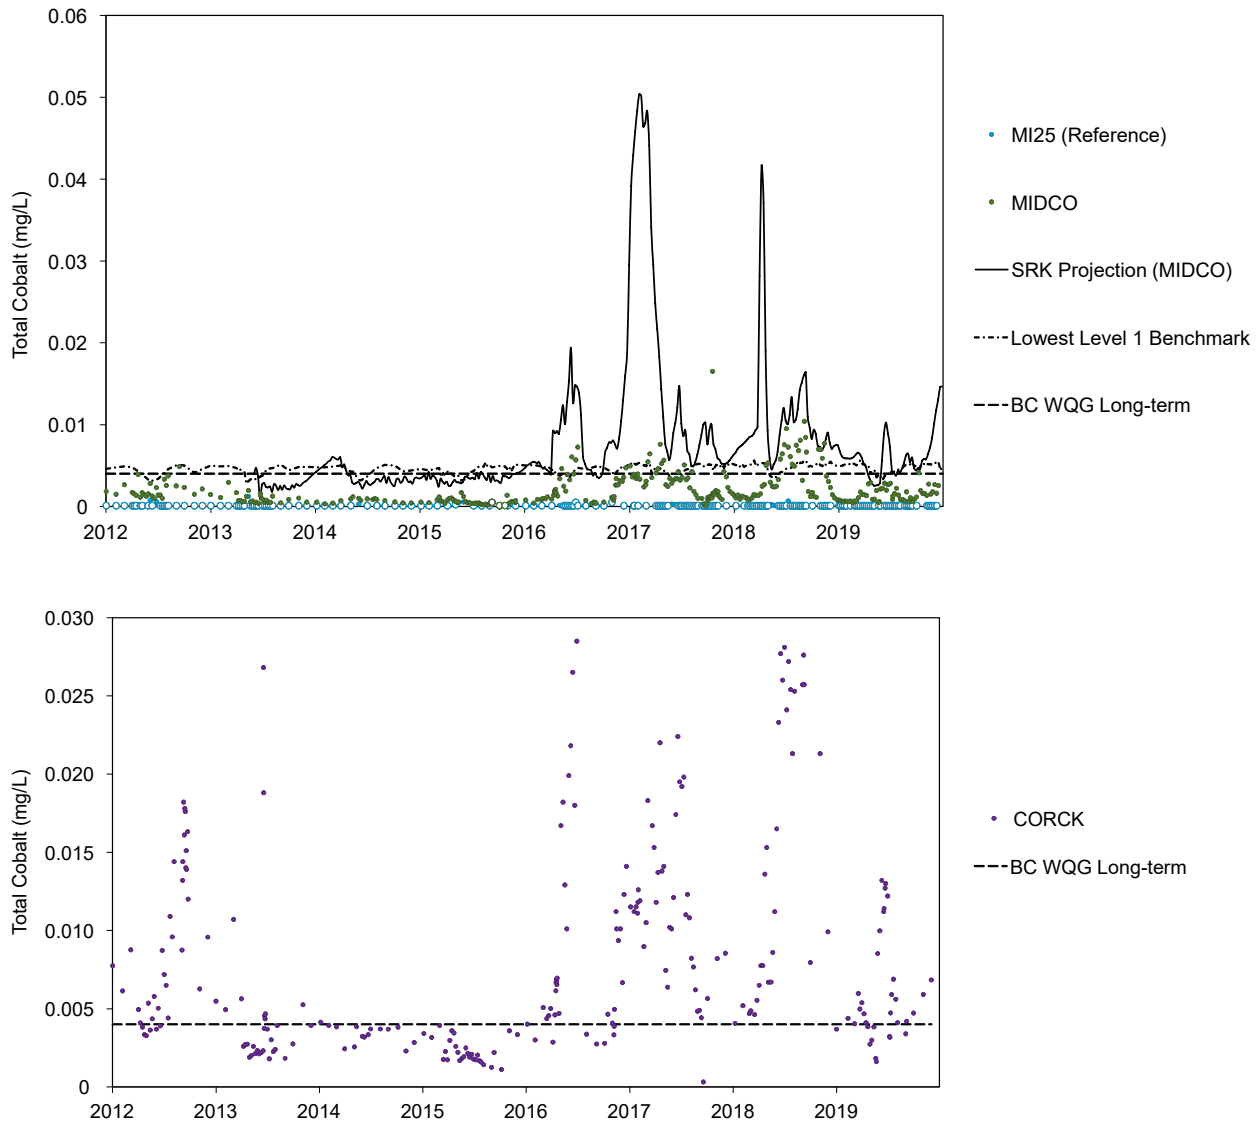 0.06
0.05
0.04
0.03
0.02
0.01
0
Total Cobalt (mg/L)
2012 2013 2014 2015 2016 2017 2018 2019
MI25 (Reference)
MIDCO
SRK Projection (MIDCO)
Lowest Level 1 Benchmark
BC WQG Long-term
0.030
0.025
0.020
0.015
0.010
0.005
0
Total Cobalt (mg/L)
2012 2013 2014 2015 2016 2017 2018 2019
CORCK
BC WQG Long-term